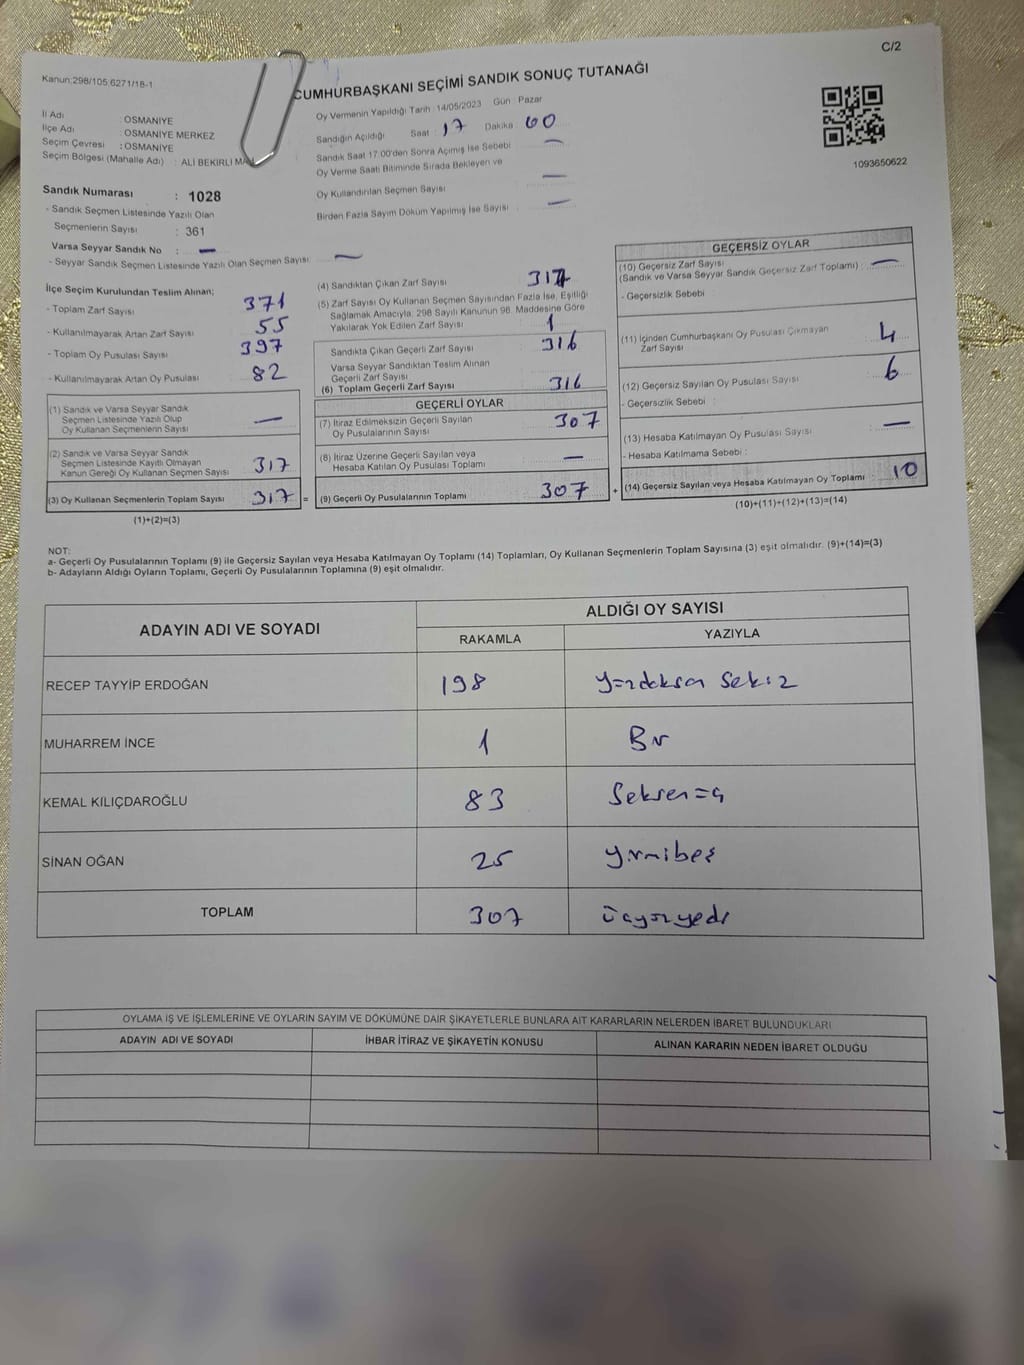 C/2
Kanun:298/105;6271/18-1
CUMHURBAŞKANI SEÇİMİ SANDIK SONUÇ TUTANAĞI
İl Adı : OSMANİYE
İlçe Adı : OSMANİYE MERKEZ
Seçim Çevresi : OSMANİYE
Seçim Bölgesi (Mahalle Adı) : ALİ BEKİRLİ
Sandık Numarası : 1028
- Sandık Seçmen Listesinde Yazılı Olan
Seçmenlerin Sayısı : 361
Varsa Seyyar Sandık No : —
- Seyyar Sandık Seçmen Listesinde Yazılı Olan Seçmen Sayısı —
Oy Vermenin Yapıldığı Tarih : 14/05/2023 Gün : Pazar
Sandığın Açıldığı Saat : 17 Dakika 00
Sandık Saat 17.00'den Sonra Açımış İse Sebebi —
Oy Verme Saati Bitiminde Sırada Bekleyen ve
Oy Kullandırılan Seçmen Sayısı —
Birden Fazla Sayım Döküm Yapılmış İse Sayısı —
1093650622
İlçe Seçim Kurulundan Teslim Alınan;
- Toplam Zarf Sayısı 371
- Kullanılmayarak Artan Zarf Sayısı 55
- Toplam Oy Pusulası Sayısı 397
- Kullanılmayarak Artan Oy Pusulası 82
(1) Sandık ve Varsa Seyyar Sandık
Seçmen Listesinde Yazılı Olup
Oy Kullanan Seçmenlerin Sayısı —
(2) Sandık ve Varsa Seyyar Sandık
Seçmen Listesinde Kayıtlı Olmayan
Kanun Gereği Oy Kullanan Seçmen Sayısı 317
(3) Oy Kullanan Seçmenlerin Toplam Sayısı 317 =
(1)+(2)=(3)
(4) Sandıktan Çıkan Zarf Sayısı 317
(5) Zarf Sayısı Oy Kullanan Seçmen Sayısından Fazla İse, Eşitliği
Sağlamak Amacıyla, 298 Sayılı Kanunun 98. Maddesine Göre
Yakılarak Yok Edilen Zarf Sayısı 1
Sandıkta Çıkan Geçerli Zarf Sayısı 316
Varsa Seyyar Sandıktan Teslim Alınan
Geçerli Zarf Sayısı
(6) Toplam Geçerli Zarf Sayısı 316
GEÇERLİ OYLAR
(7) İtiraz Edilmeksizin Geçerli Sayılan
Oy Pusulalarının Sayısı 307
(8) İtiraz Üzerine Geçerli Sayılan veya
Hesaba Katılan Oy Pusulası Toplamı —
(9) Geçerli Oy Pusulalarının Toplamı 307 +
GEÇERSİZ OYLAR
(10) Geçersiz Zarf Sayısı
(Sandık ve Varsa Seyyar Sandık Geçersiz Zarf Toplamı) : —
- Geçersizlik Sebebi
(11) İçinden Cumhurbaşkanı Oy Pusulası Çıkmayan
Zarf Sayısı 4
(12) Geçersiz Sayılan Oy Pusulası Sayısı 6
- Geçersizlik Sebebi :
(13) Hesaba Katılmayan Oy Pusulası Sayısı —
- Hesaba Katılmama Sebebi :
(14) Geçersiz Sayılan veya Hesaba Katılmayan Oy Toplamı 10
(10)+(11)+(12)+(13)=(14)
NOT:
a- Geçerli Oy Pusulalarının Toplamı (9) ile Geçersiz Sayılan veya Hesaba Katılmayan Oy Toplamı (14) Toplamları, Oy Kullanan Seçmenlerin Toplam Sayısına (3) eşit olmalıdır. (9)+(14)=(3)
b- Adayların Aldığı Oyların Toplamı, Geçerli Oy Pusulalarının Toplamına (9) eşit olmalıdır.
ADAYIN ADI VE SOYADI ALDIĞI OY SAYISI
RAKAMLA YAZIYLA
RECEP TAYYİP ERDOĞAN 198 yüzdoksan sekiz
MUHARREM İNCE 1 Bir
KEMAL KILIÇDAROĞLU 83 Seksenüç
SİNAN OĞAN 25 yirmibeş
TOPLAM 307 üçyüzyedi
OYLAMA İŞ VE İŞLEMLERİNE VE OYLARIN SAYIM VE DÖKÜMÜNE DAİR ŞİKAYETLERLE BUNLARA AİT KARARLARIN NELERDEN İBARET BULUNDUKLARI
ADAYIN ADI VE SOYADI İHBAR İTİRAZ VE ŞİKAYETİN KONUSU ALINAN KARARIN NEDEN İBARET OLDUĞU